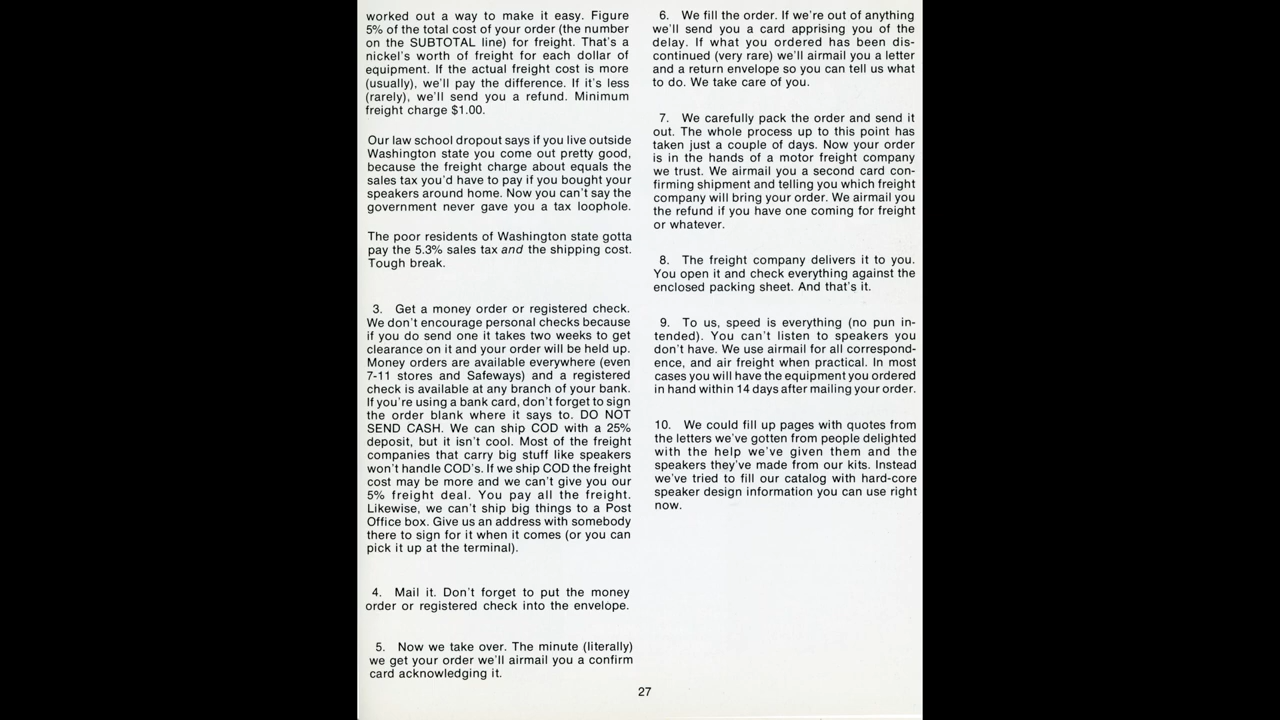 worked out a way to make it easy. Figure
5% of the total cost of your order (the number
on the SUBTOTAL line) for freight. That's a
nickel's worth of freight for each dollar of
equipment. If the actual freight cost is more
(usually), we'll pay the difference. If it's less
(rarely), we'll send you a refund. Minimum
freight charge $1.00.
Our law school dropout says if you live outside
Washington state you come out pretty good,
because the freight charge about equals the
sales tax you'd have to pay if you bought your
speakers around home. Now you can't say the
government never gave you a tax loophole.
The poor residents of Washington state gotta
pay the 5.3% sales tax and the shipping cost.
Tough break.
3. Get a money order or registered check.
We don't encourage personal checks because
if you do send one it takes two weeks to get
clearance on it and your order will be held up.
Money orders are available everywhere (even
7-11 stores and Safeways) and a registered
check is available at any branch of your bank.
If you're using a bank card, don't forget to sign
the order blank where it says to. DO NOT
SEND CASH. We can ship COD with a 25%
deposit, but it isn't cool. Most of the freight
companies that carry big stuff like speakers
won't handle COD's. If we ship COD the freight
cost may be more and we can't give you our
5% freight deal. You pay all the freight.
Likewise, we can't ship big things to a Post
Office box. Give us an address with somebody
there to sign for it when it comes (or you can
pick it up at the terminal).
4. Mail it. Don't forget to put the money
order or registered check into the envelope.
5. Now we take over. The minute (literally)
we get your order we'll airmail you a confirm
card acknowledging it.
6. We fill the order. If we're out of anything
we'll send you a card apprising you of the
delay. If what you ordered has been dis-
continued (very rare) we'll airmail you a letter
and a return envelope so you can tell us what
to do. We take care of you.
7. We carefully pack the order and send it
out. The whole process up to this point has
taken just a couple of days. Now your order
is in the hands of a motor freight company
we trust. We airmail you a second card con-
firming shipment and telling you which freight
company will bring your order. We airmail you
the refund if you have one coming for freight
or whatever.
8. The freight company delivers it to you.
You open it and check everything against the
enclosed packing sheet. And that's it.
9. To us, speed is everything (no pun in-
tended). You can't listen to speakers you
don't have. We use airmail for all correspond-
ence, and air freight when practical. In most
cases you will have the equipment you ordered
in hand within 14 days after mailing your order.
10. We could fill up pages with quotes from
the letters we've gotten from people delighted
with the help we've given them and the
speakers they've made from our kits. Instead
we've tried to fill our catalog with hard-core
speaker design information you can use right
now.
27